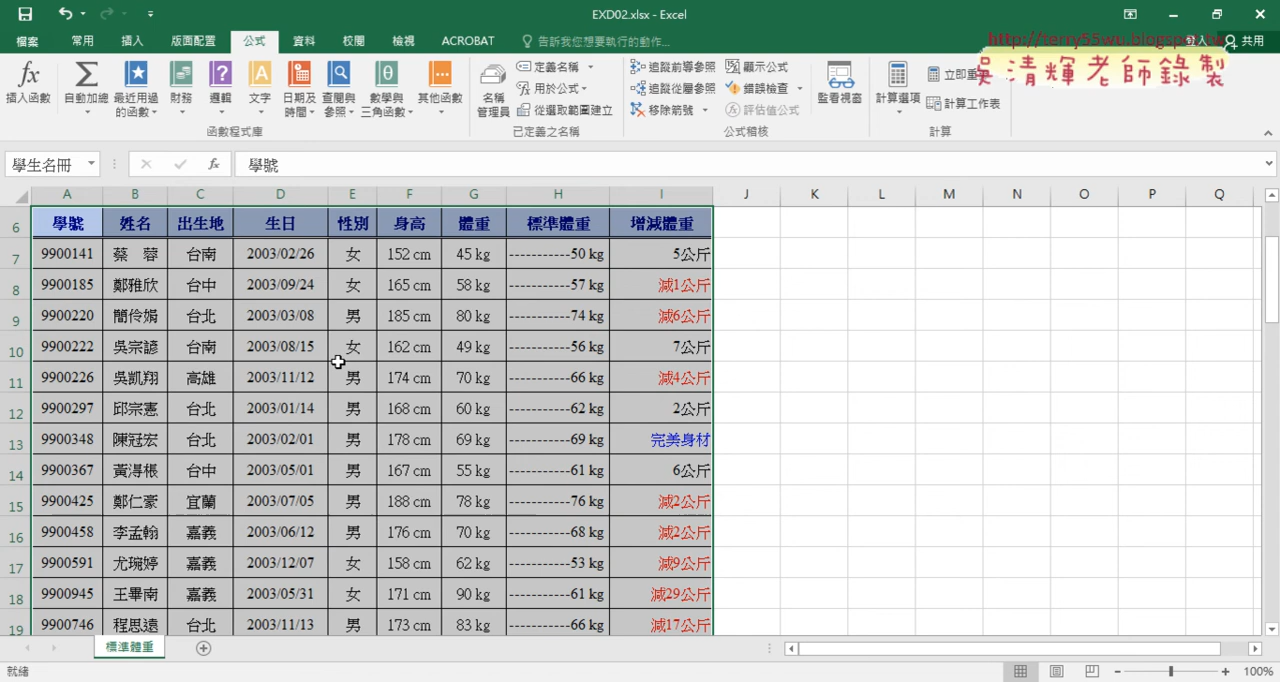 EXD02.xlsx - Excel
檔案 常用 插入 版面配置 公式 資料 校閱 檢視 ACROBAT 告訴我您想要執行的動作... 登入 共用
http://terry55wu.blogspot.tw
吳清輝老師錄製
插入函數 自動加總 最近用過的函數 財務 邏輯 文字 日期及時間 查閱與參照 數學與三角函數 其他函數
函數程式庫
名稱管理員 定義名稱 用於公式 從選取範圍建立
已定義之名稱
追蹤前導參照 追蹤從屬參照 移除箭號 顯示公式 錯誤檢查 評估值公式 監看視窗
公式稽核
計算選項 立即重 計算工作表
計算
學生名冊 fx 學號
A B C D E F G H I J K L M N O P Q
6 學號 姓名 出生地 生日 性別 身高 體重 標準體重 增減體重
7 9900141 蔡 蓉 台南 2003/02/26 女 152 cm 45 kg -----------50 kg 5公斤
8 9900185 鄭雅欣 台中 2003/09/24 女 165 cm 58 kg -----------57 kg 減1公斤
9 9900220 簡伶娟 台北 2003/03/08 男 185 cm 80 kg -----------74 kg 減6公斤
10 9900222 吳宗諺 台南 2003/08/15 女 162 cm 49 kg -----------56 kg 7公斤
11 9900226 吳凱翔 高雄 2003/11/12 男 174 cm 70 kg -----------66 kg 減4公斤
12 9900297 邱宗憲 台北 2003/01/14 男 168 cm 60 kg -----------62 kg 2公斤
13 9900348 陳冠宏 台北 2003/02/01 男 178 cm 69 kg -----------69 kg 完美身材
14 9900367 黃淂根 台中 2003/05/01 男 167 cm 55 kg -----------61 kg 6公斤
15 9900425 鄭仁豪 宜蘭 2003/07/05 男 188 cm 78 kg -----------76 kg 減2公斤
16 9900458 李孟翰 嘉義 2003/06/12 男 176 cm 70 kg -----------68 kg 減2公斤
17 9900591 尤琬婷 嘉義 2003/12/07 女 158 cm 62 kg -----------53 kg 減9公斤
18 9900945 王畢南 嘉義 2003/05/31 女 171 cm 90 kg -----------61 kg 減29公斤
19 9900746 程思遠 台北 2003/11/13 男 173 cm 83 kg -----------66 kg 減17公斤
標準體重
就緒 100%